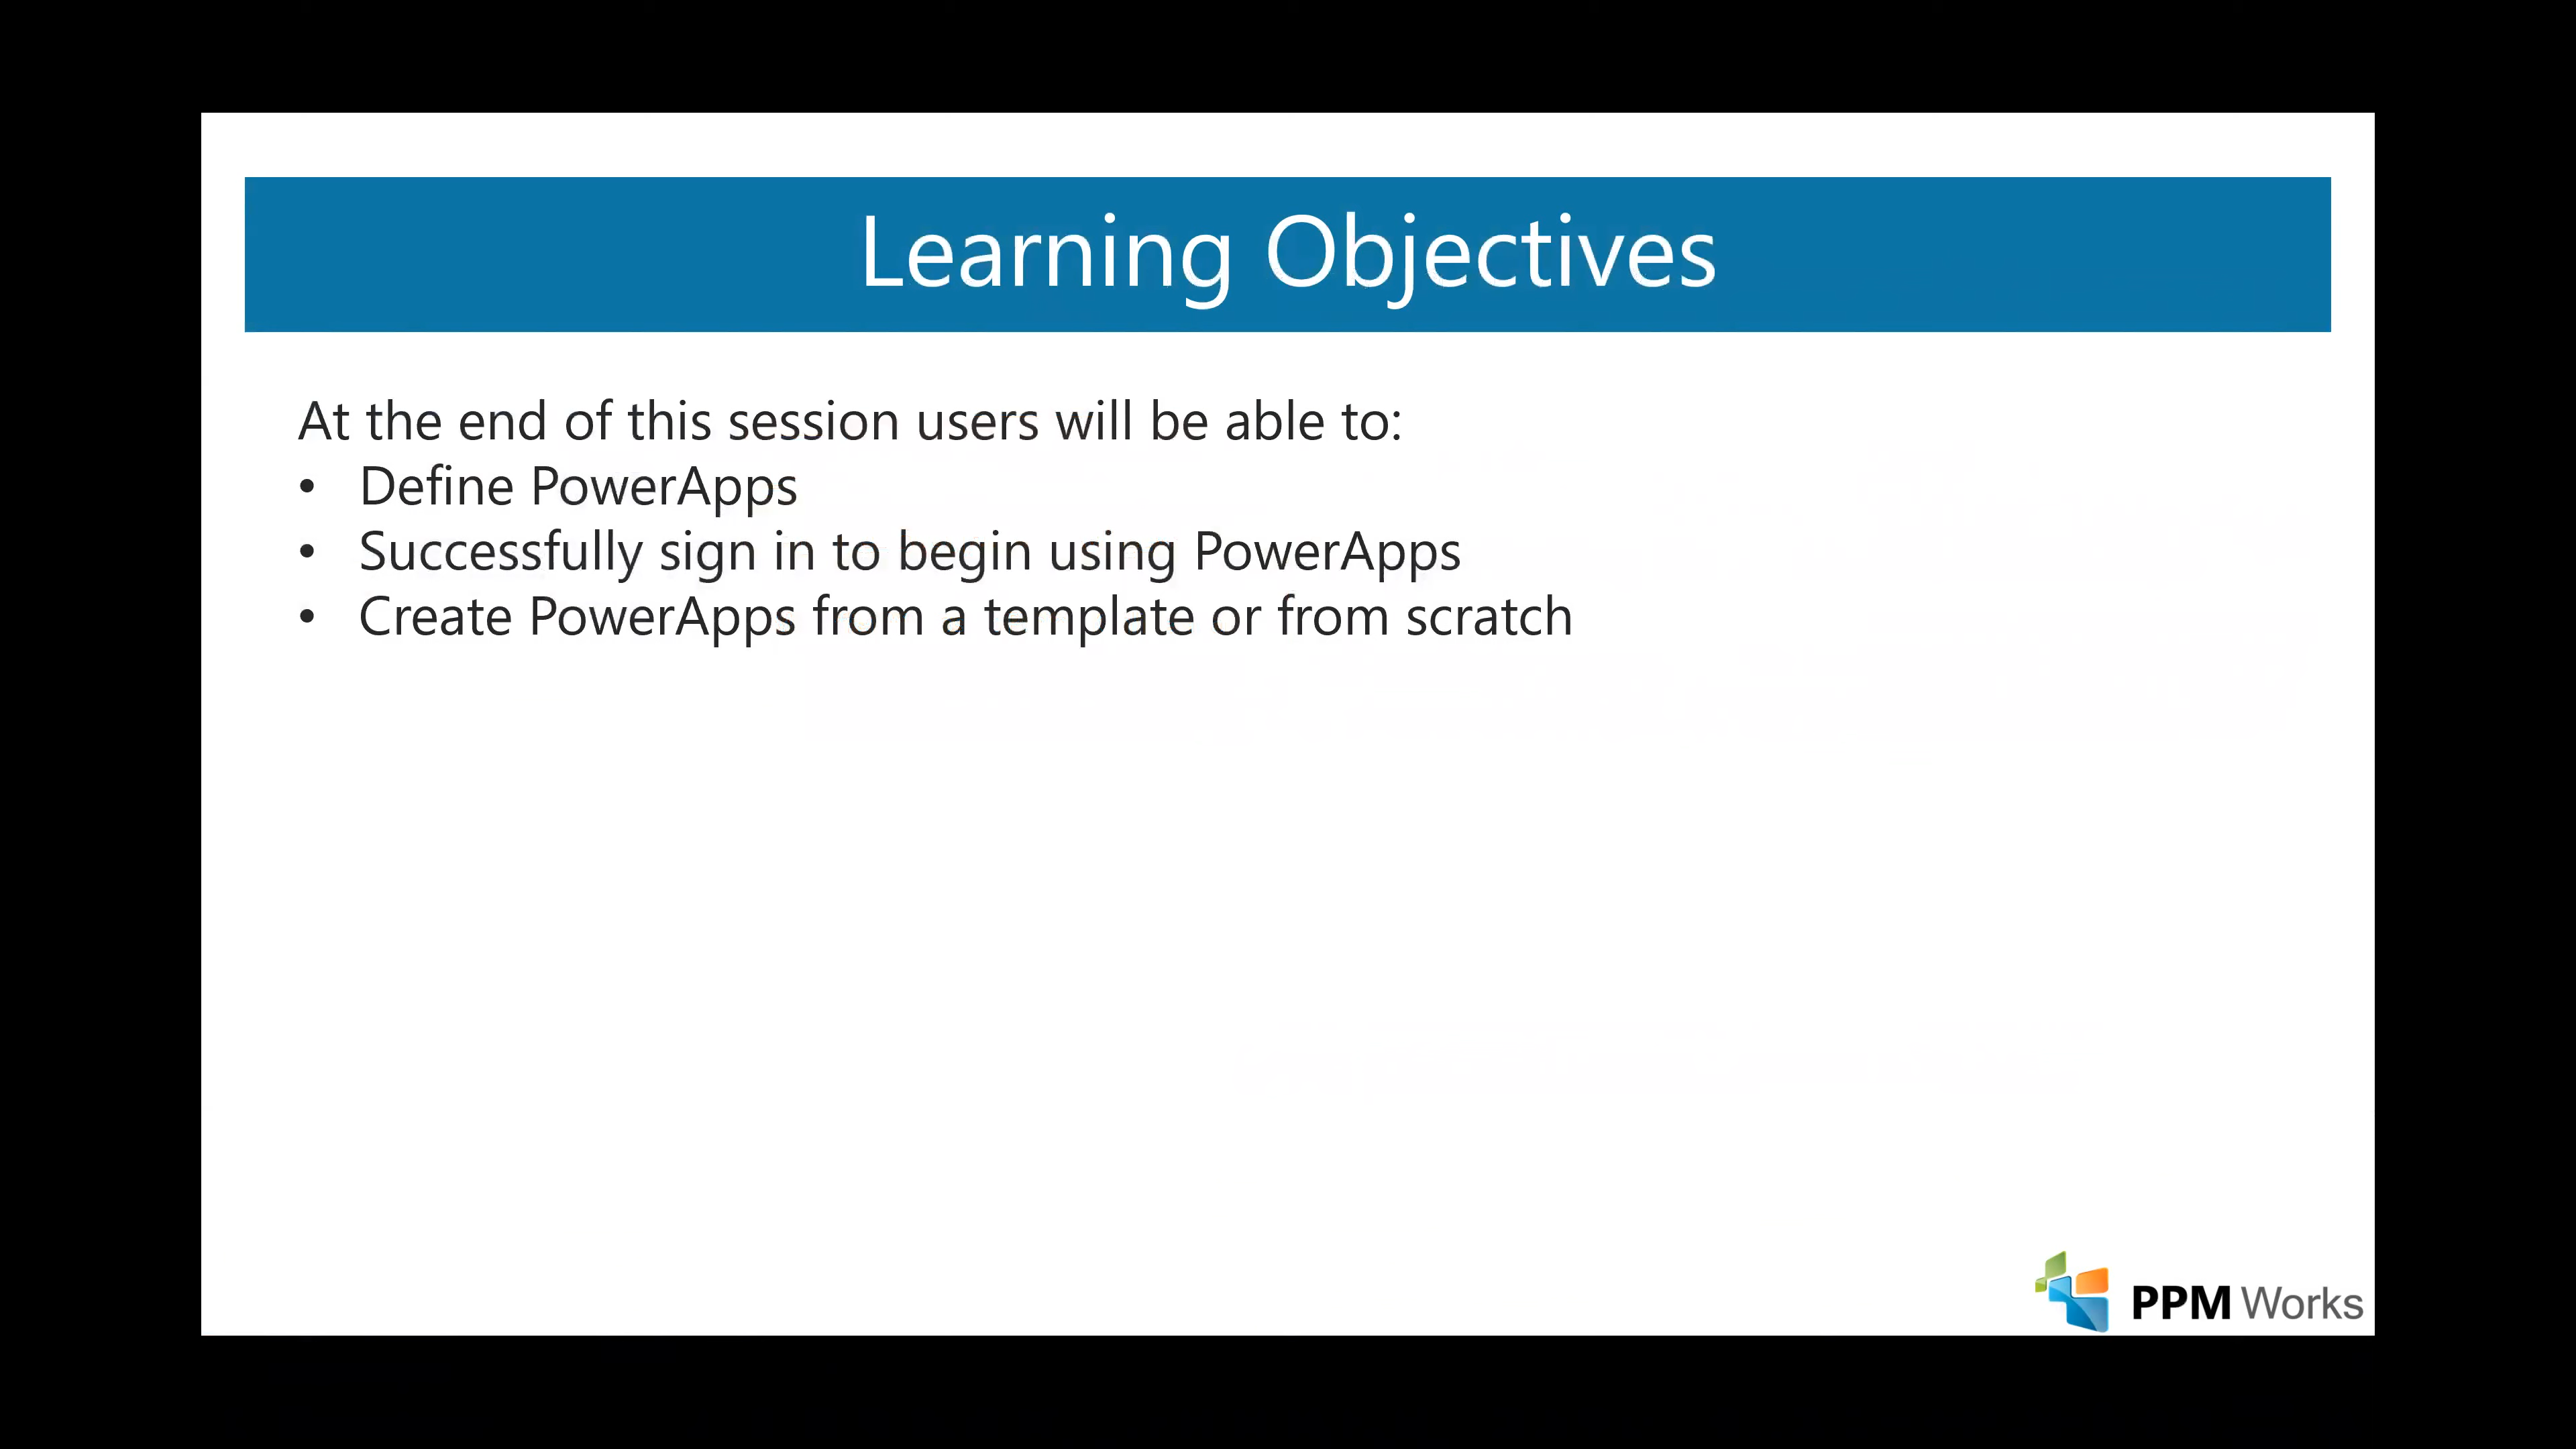 Learning Objectives
At the end of this session users will be able to:
• Define PowerApps
• Successfully sign in to begin using PowerApps
• Create PowerApps from a template or from scratch
PPM Works